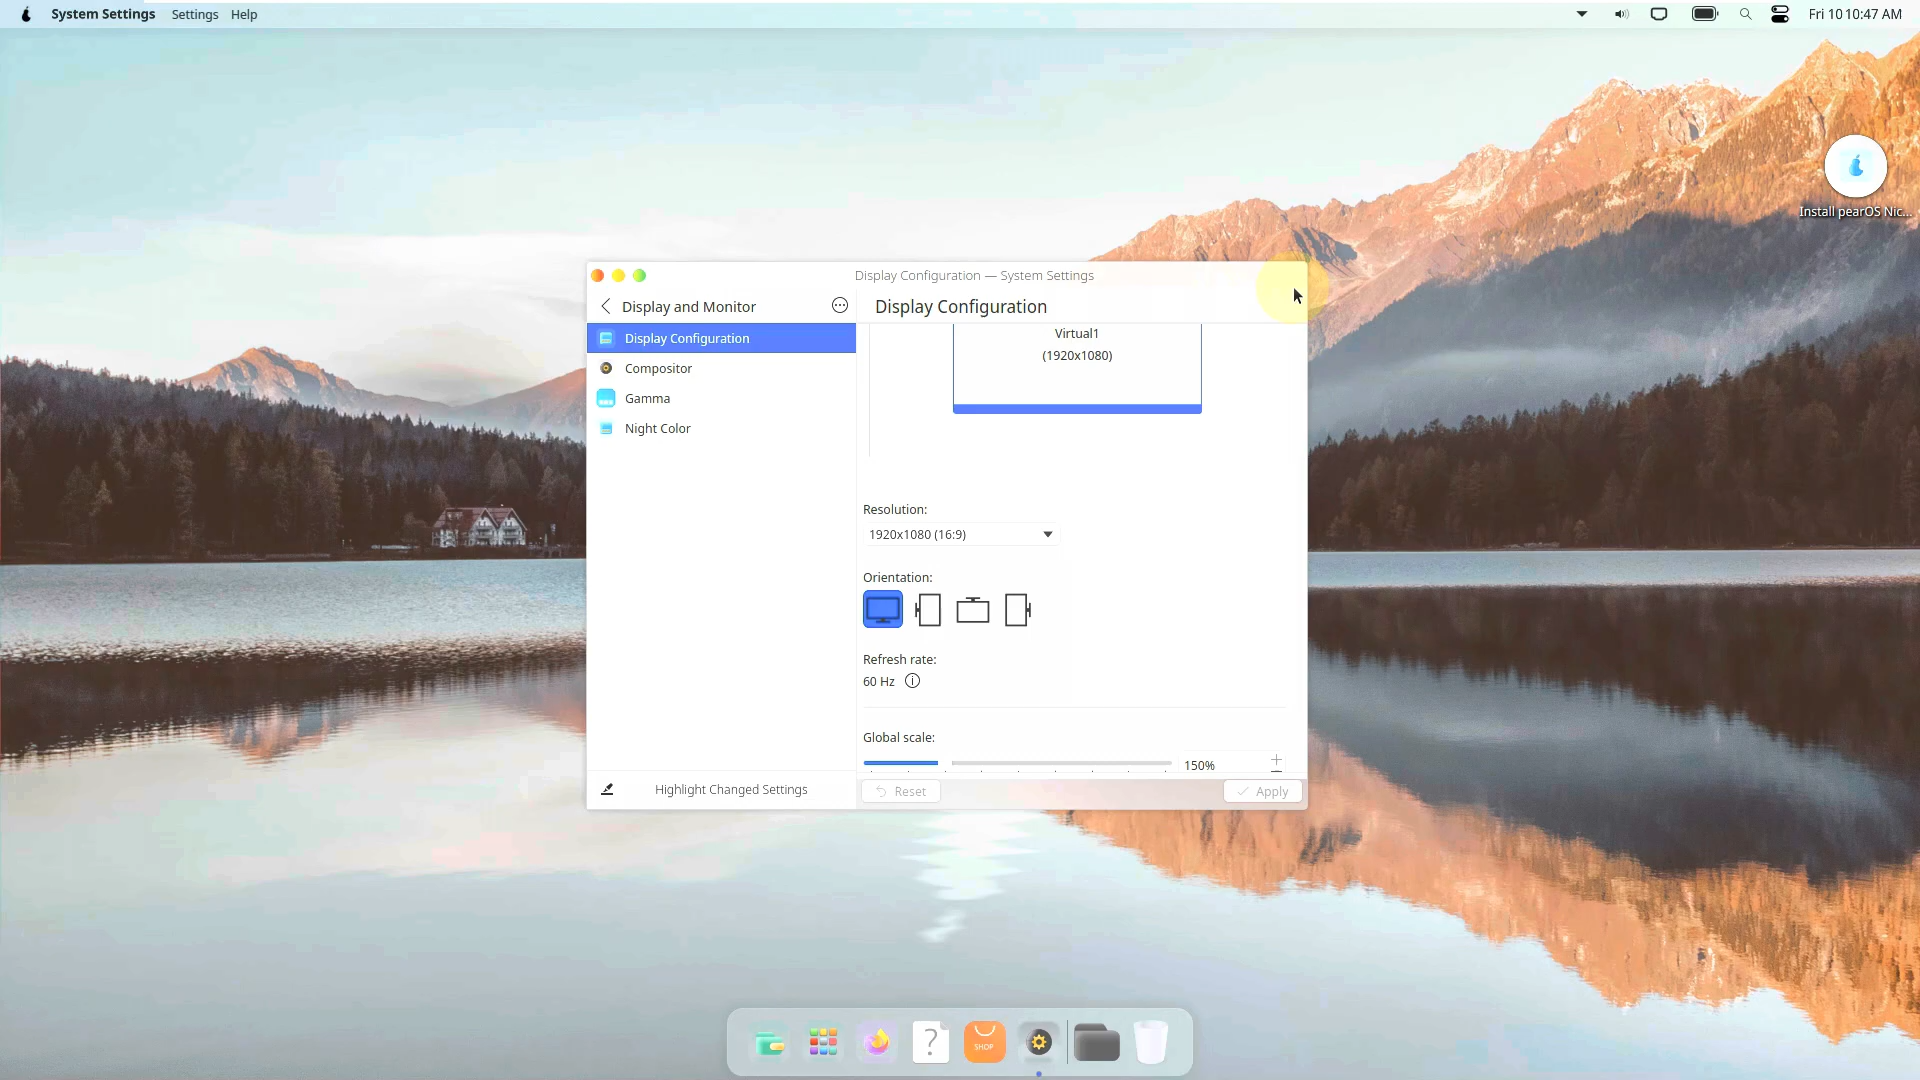 System Settings Settings Help Fri 10 10:47 AM
Install pearOS Nic...
Display Configuration — System Settings
Display and Monitor
Display Configuration
Display Configuration
Compositor
Gamma
Night Color
Virtual1
(1920x1080)
Resolution:
1920x1080 (16:9)
Orientation:
Refresh rate:
60 Hz
Global scale:
150%
Highlight Changed Settings
Reset
Apply
SHOP